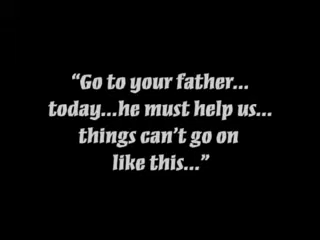 “Go to your father...
today...he must help us...
things can’t go on
like this...”